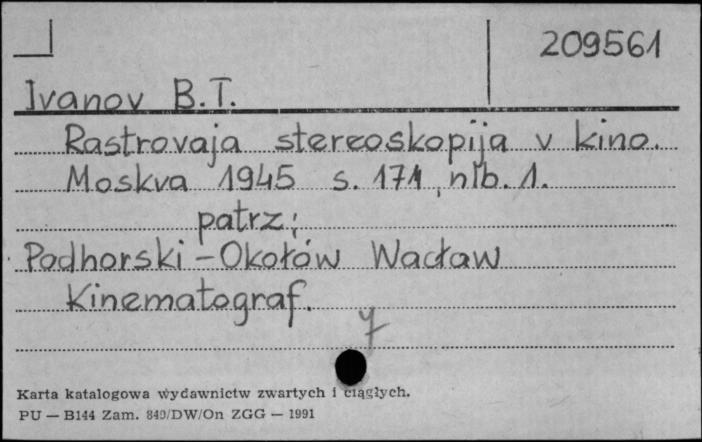 209561
Ivanov B.T.
Rastrovaja stereoskopija v kino.
Moskva 1945 s. 171, nlb. 1.
patrz:
Podhorski-Okołów Wacław
Kinematograf.
Karta katalogowa wydawnictw zwartych i ciągłych.
PU — B144 Zam. 840/DW/On ZGG — 1991